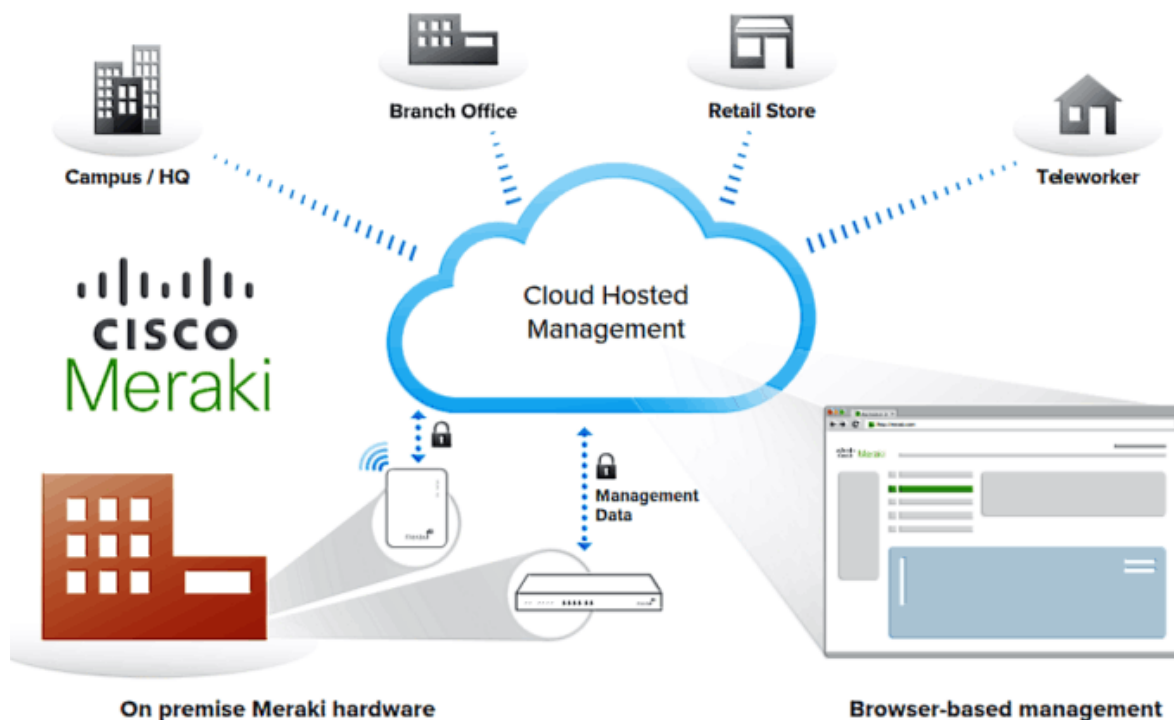 Branch Office
Retail Store
Campus / HQ
Teleworker
CISCO
Meraki
Cloud Hosted
Management
Management
Data
Meraki
On premise Meraki hardware
Browser-based management